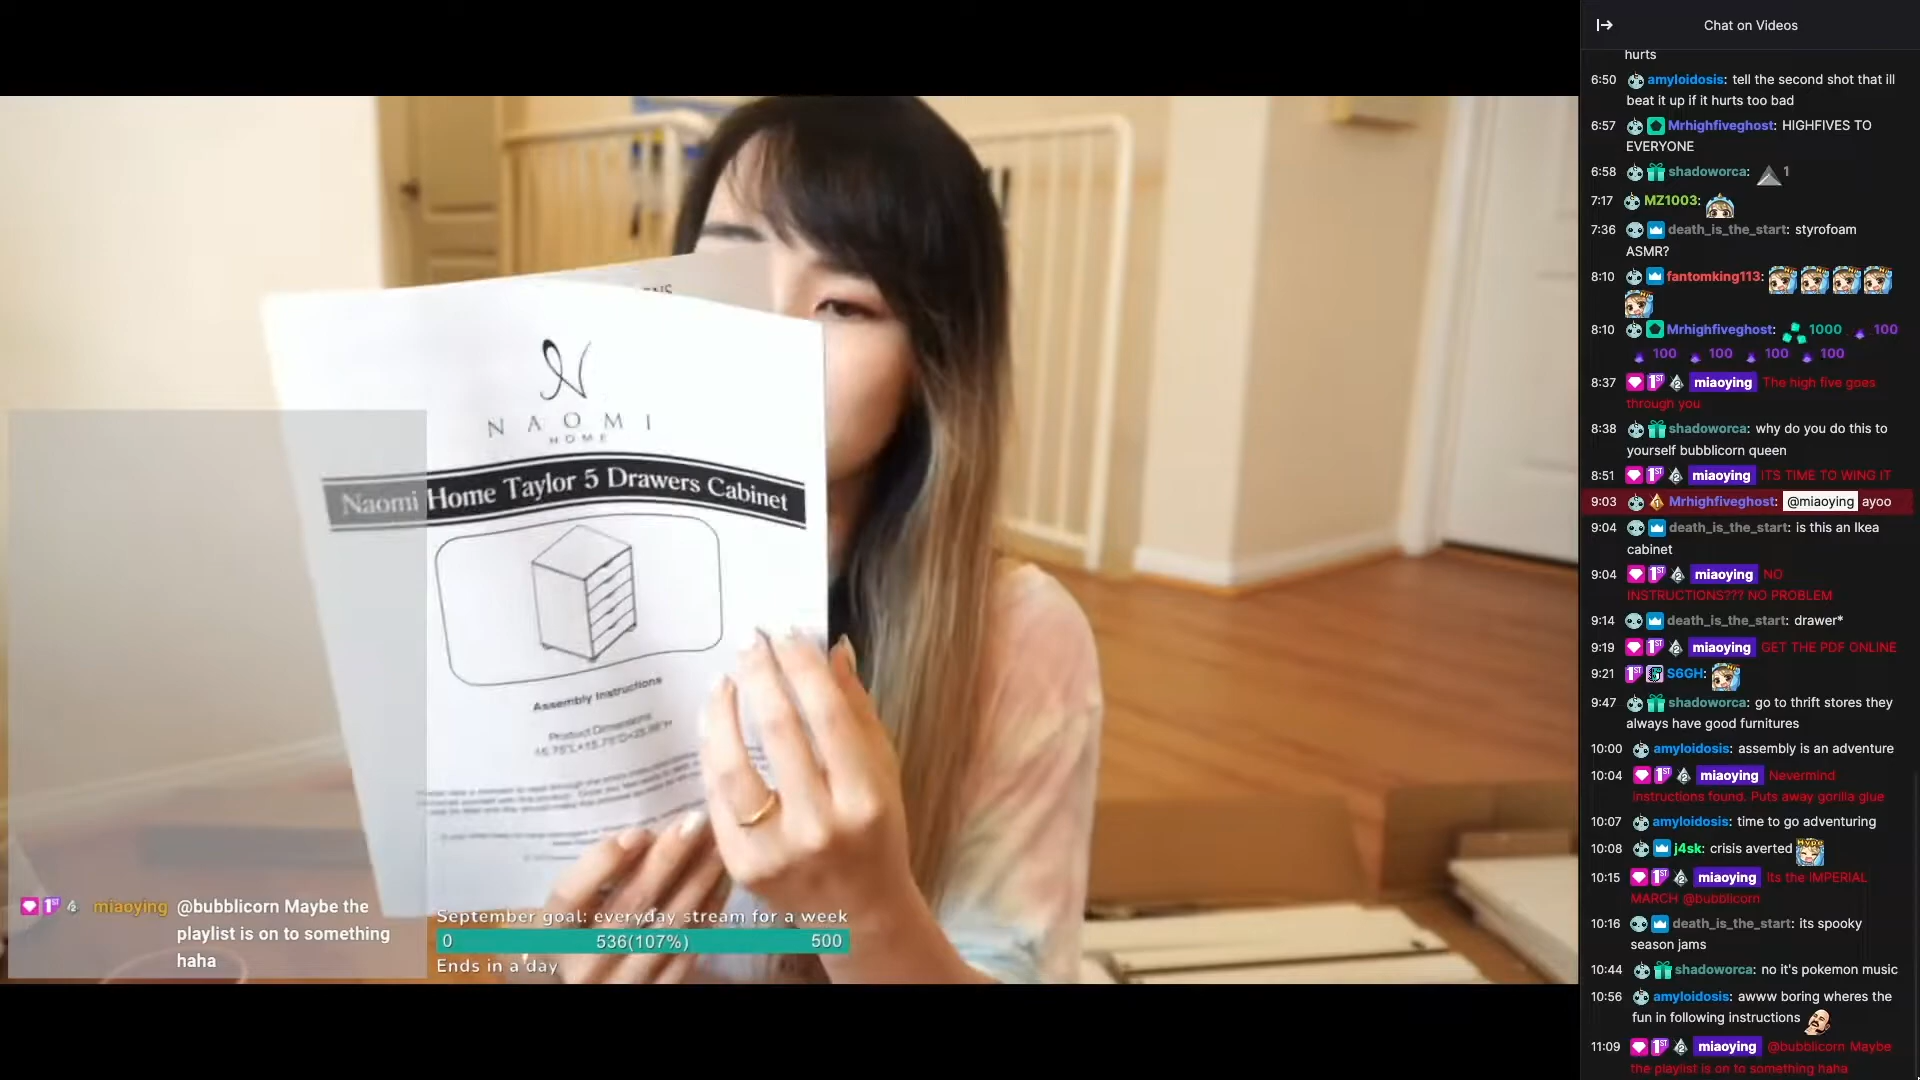 NAOMI
HOME
Naomi Home Taylor 5 Drawers Cabinet
Assembly Instructions
Product Dimensions
miaoying @bubblicorn Maybe the
playlist is on to something
haha
September goal: everyday stream for a week
0 536(107%) 500
Ends in a day
Chat on Videos
hurts
6:50 amyloidosis: tell the second shot that ill
beat it up if it hurts too bad
6:57 Mrhighfiveghost: HIGHFIVES TO
EVERYONE
6:58 shadoworca: 1
7:17 MZ1003:
7:36 death_is_the_start: styrofoam
ASMR?
8:10 fantomking113:
8:10 Mrhighfiveghost: 1000 100
100 100 100 100
8:37 miaoying The high five goes
through you
8:38 shadoworca: why do you do this to
yourself bubblicorn queen
8:51 miaoying ITS TIME TO WING IT
9:03 Mrhighfiveghost: @miaoying ayoo
9:04 death_is_the_start: is this an Ikea
cabinet
9:04 miaoying NO
INSTRUCTIONS??? NO PROBLEM
9:14 death_is_the_start: drawer*
9:19 miaoying GET THE PDF ONLINE
9:21 S6GH:
9:47 shadoworca: go to thrift stores they
always have good furnitures
10:00 amyloidosis: assembly is an adventure
10:04 miaoying Nevermind
instructions found. Puts away gorilla glue
10:07 amyloidosis: time to go adventuring
10:08 j4sk: crisis averted
10:15 miaoying Its the IMPERIAL
MARCH @bubblicorn
10:16 death_is_the_start: its spooky
season jams
10:44 shadoworca: no it's pokemon music
10:56 amyloidosis: awww boring wheres the
fun in following instructions
11:09 miaoying @bubblicorn Maybe
the playlist is on to something haha